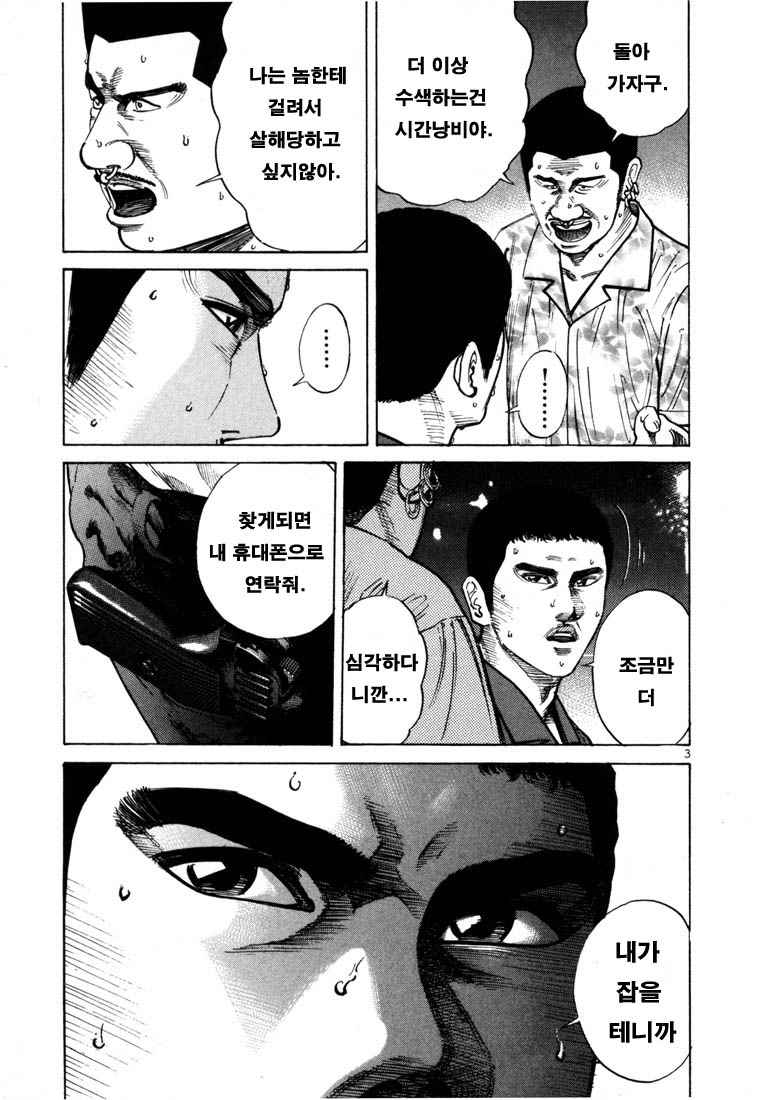 돌아
가자구.
더 이상
수색하는건
시간낭비야.
!……
나는 놈한테
걸려서
살해당하고
싶지않아.
……
조금만
더
심각하다
니깐...
찾게되면
내 휴대폰으로
연락줘.
3
내가
잡을
테니까